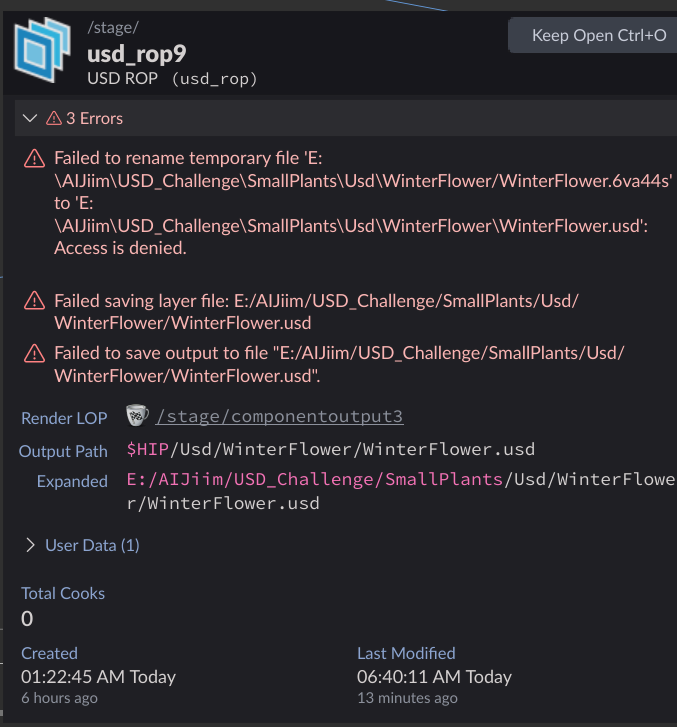 /stage/
usd_rop9
USD ROP (usd_rop)
Keep Open Ctrl+O
3 Errors
Failed to rename temporary file 'E:
\AIJiim\USD_Challenge\SmallPlants\Usd\WinterFlower/WinterFlower.6va44s'
to 'E:
\AIJiim\USD_Challenge\SmallPlants\Usd\WinterFlower\WinterFlower.usd':
Access is denied.
Failed saving layer file: E:/AIJiim/USD_Challenge/SmallPlants/Usd/
WinterFlower/WinterFlower.usd
Failed to save output to file "E:/AIJiim/USD_Challenge/SmallPlants/Usd/
WinterFlower/WinterFlower.usd".
Render LOP /stage/componentoutput3
Output Path $HIP/Usd/WinterFlower/WinterFlower.usd
Expanded E:/AIJiim/USD_Challenge/SmallPlants/Usd/WinterFlowe
r/WinterFlower.usd
User Data (1)
Total Cooks
0
Created Last Modified
01:22:45 AM Today 06:40:11 AM Today
6 hours ago 13 minutes ago